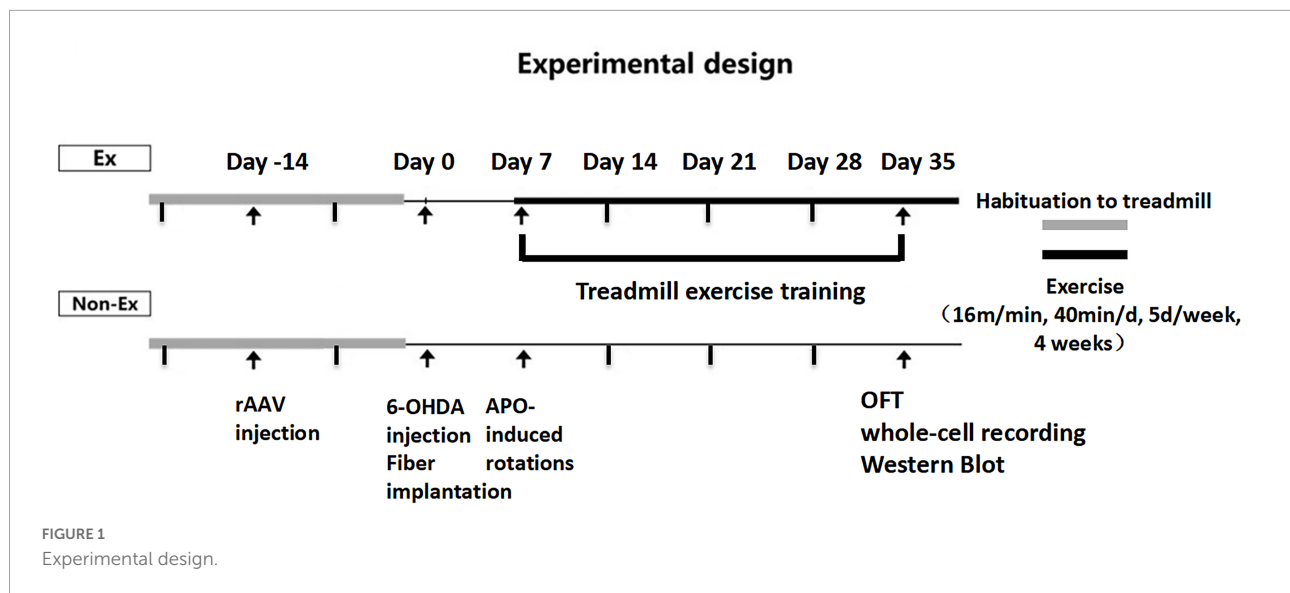 Experimental design
Ex
Day -14 Day 0 Day 7 Day 14 Day 21 Day 28 Day 35
Habituation to treadmill
Treadmill exercise training
Exercise
（16m/min, 40min/d, 5d/week,
4 weeks）
Non-Ex
rAAV
injection
6-OHDA
injection
Fiber
implantation
APO-
induced
rotations
OFT
whole-cell recording
Western Blot
FIGURE 1
Experimental design.